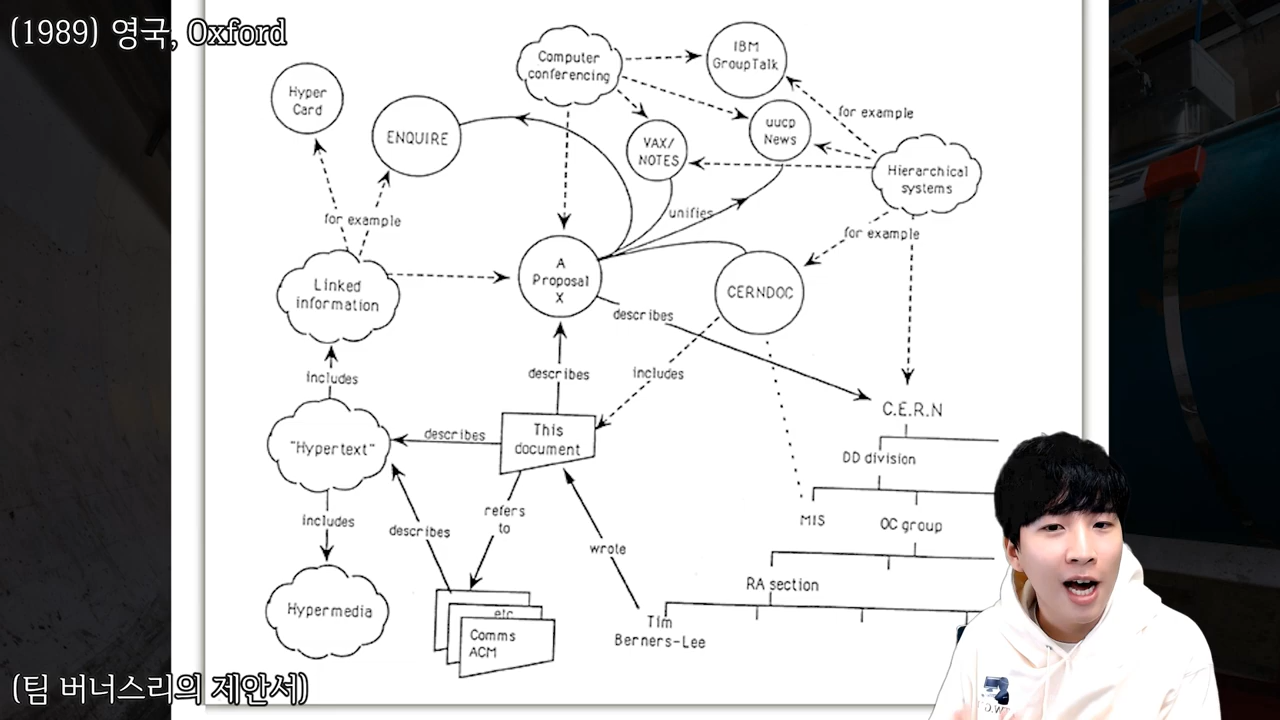 (1989) 영국, Oxford
Computer
conferencing
IBM
GroupTalk
Hyper
Card
ENQUIRE
VAX/
NOTES
uucp
News
for example
Hierarchical
systems
for example
unifies
for example
Linked
information
A
Proposal
X
CERNDOC
describes
includes
describes
includes
C.E.R.N
"Hypertext"
describes
This
document
DD division
includes
describes
refers
to
wrote
MIS
OC group
RA section
Hypermedia
etc
Comms
ACM
Tim
Berners-Lee
(팀 버너스리의 제안서)